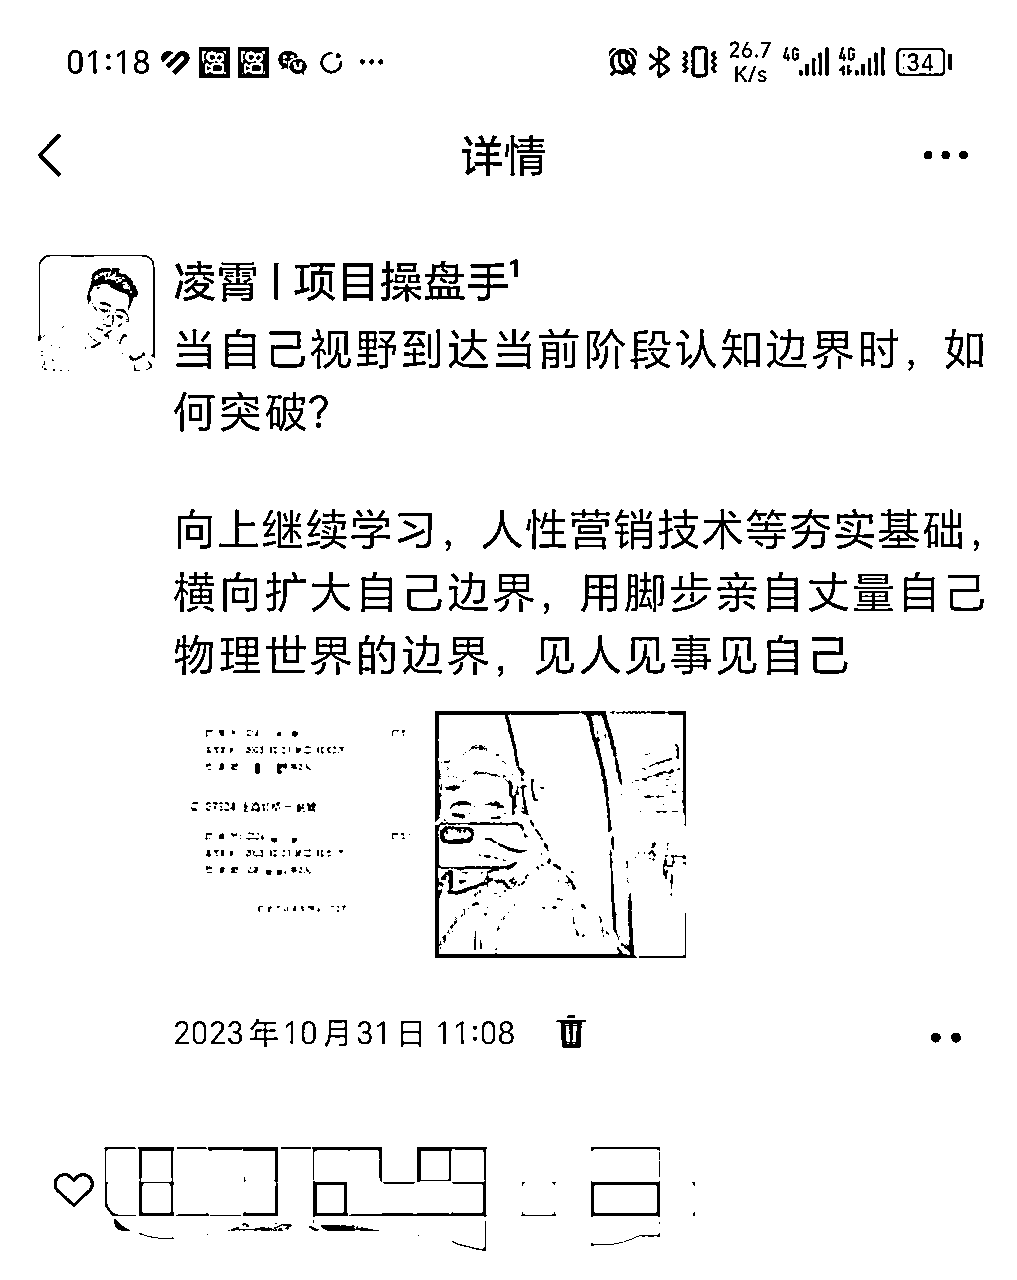 01:18 26.7 K/s 4G 4G 34
详情
凌霄 | 项目操盘手¹
当自己视野到达当前阶段认知边界时，如
何突破？
向上继续学习，人性营销技术等夯实基础，
横向扩大自己边界，用脚步亲自丈量自己
物理世界的边界，见人见事见自己
2023年10月31日 11:08